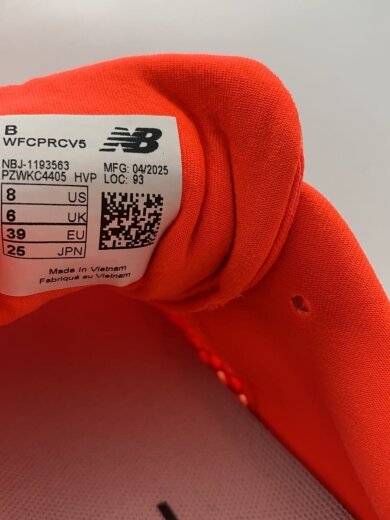 B
WFCPRCV5
NB
NBJ-1193563
PZWKC4405 HVP
MFG: 04/2025
LOC: 93
8 US
6 UK
39 EU
25 JPN
Made In Vietnam
Fabriqué au Vietnam